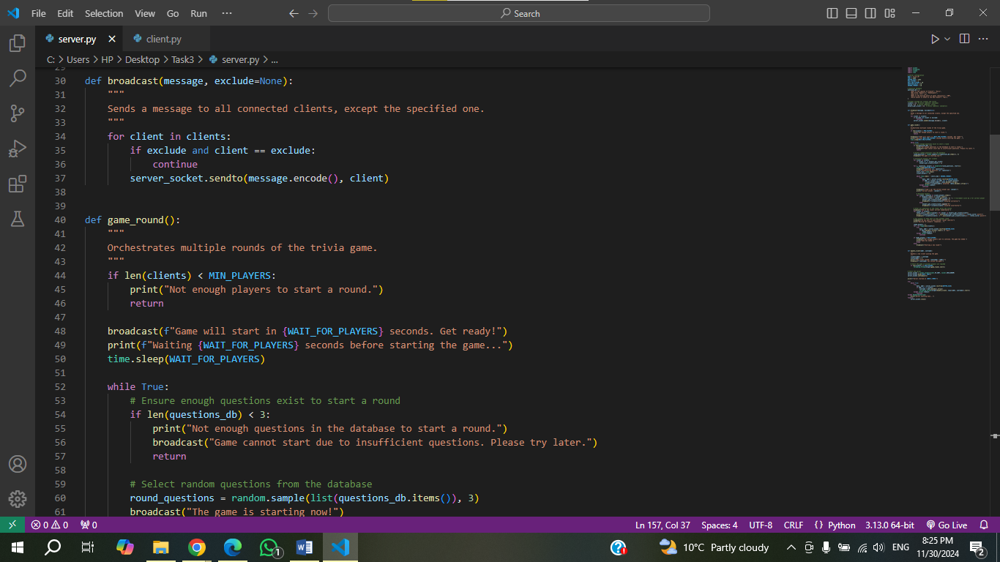 File Edit Selection View Go Run ··· Search
server.py client.py
C: > Users > HP > Desktop > Task3 > server.py > ...
29
30 def broadcast(message, exclude=None):
31 """
32 Sends a message to all connected clients, except the specified one.
33 """
34 for client in clients:
35 if exclude and client == exclude:
36 continue
37 server_socket.sendto(message.encode(), client)
38
39
40 def game_round():
41 """
42 Orchestrates multiple rounds of the trivia game.
43 """
44 if len(clients) < MIN_PLAYERS:
45 print("Not enough players to start a round.")
46 return
47
48 broadcast(f"Game will start in {WAIT_FOR_PLAYERS} seconds. Get ready!")
49 print(f"Waiting {WAIT_FOR_PLAYERS} seconds before starting the game...")
50 time.sleep(WAIT_FOR_PLAYERS)
51
52 while True:
53 # Ensure enough questions exist to start a round
54 if len(questions_db) < 3:
55 print("Not enough questions in the database to start a round.")
56 broadcast("Game cannot start due to insufficient questions. Please try later.")
57 return
58
59 # Select random questions from the database
60 round_questions = random.sample(list(questions_db.items()), 3)
61 broadcast("The game is starting now!")
0 0 0 Ln 157, Col 37 Spaces: 4 UTF-8 CRLF {} Python 3.13.0 64-bit Go Live
1 10°C Partly cloudy ENG 8:25 PM
11/30/2024 2